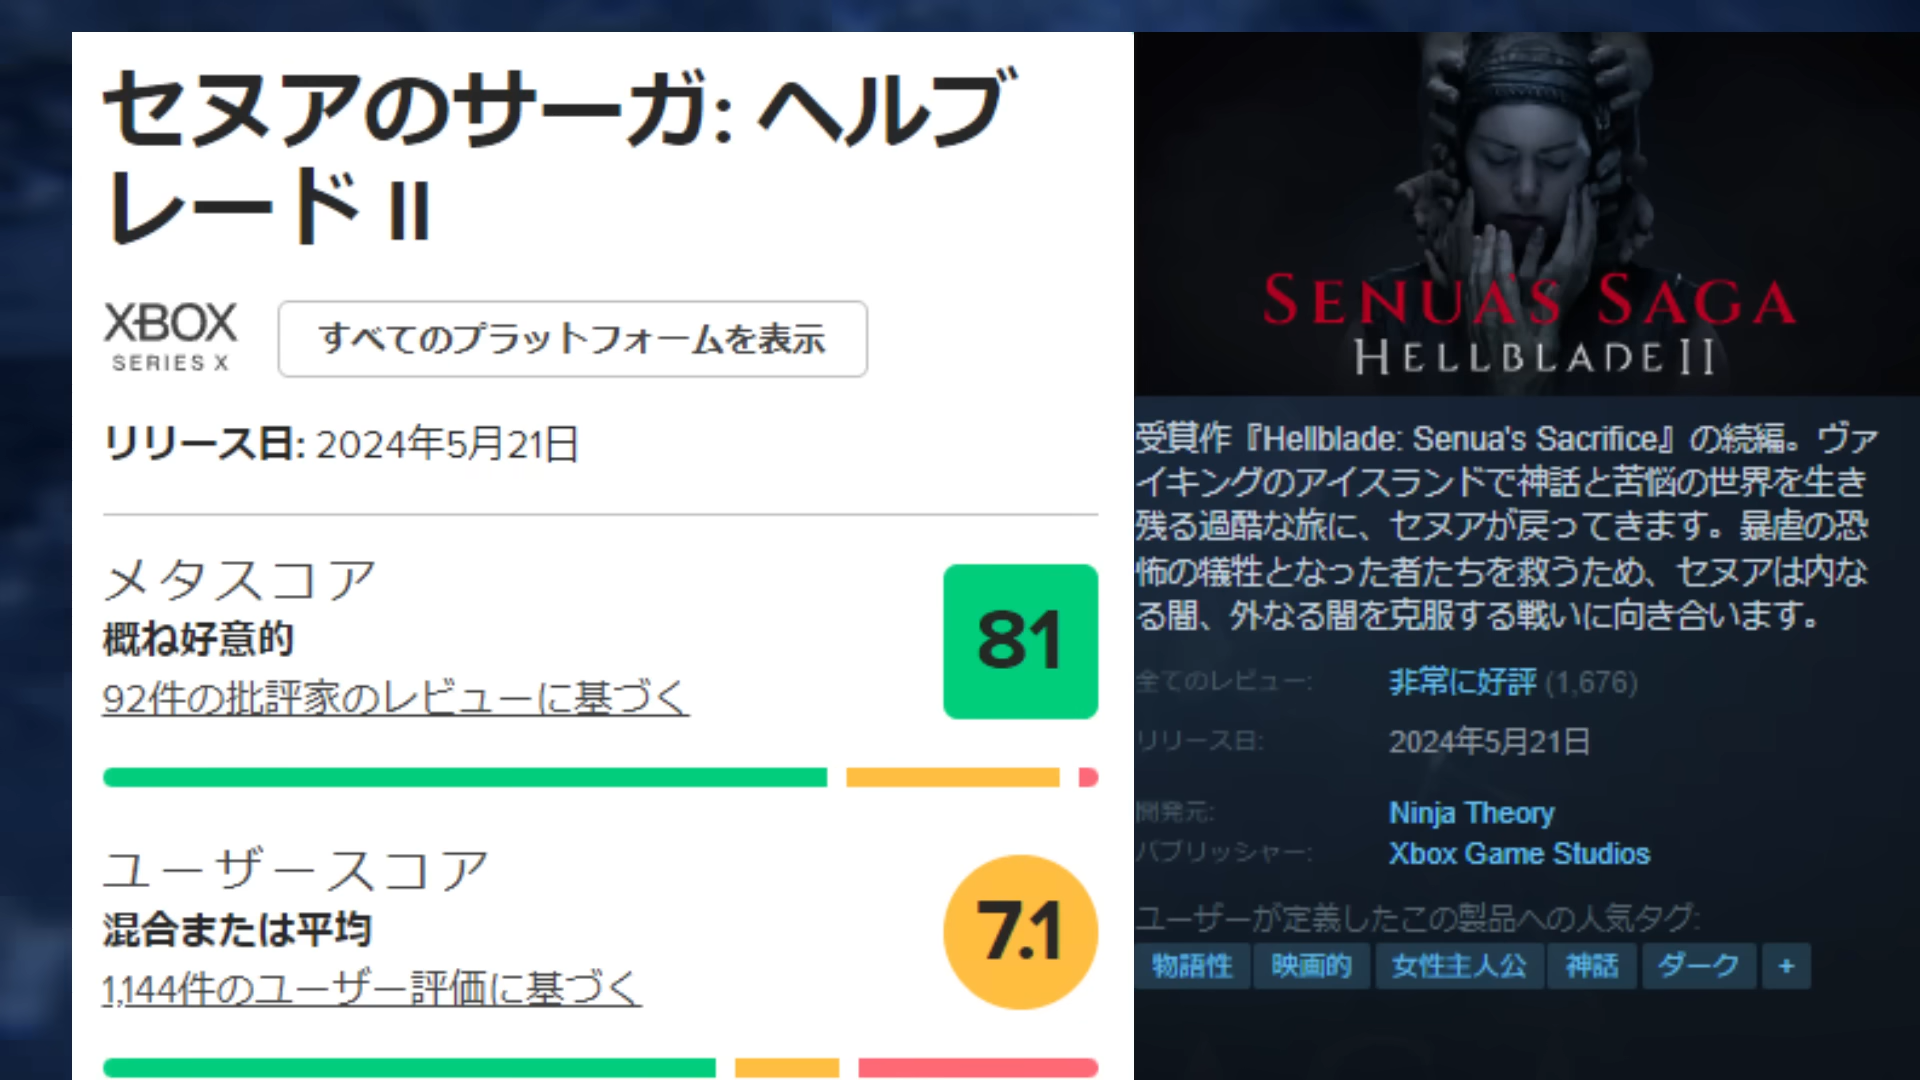 セヌアのサーガ: ヘルブ
レード II
XBOX
SERIES X
すべてのプラットフォームを表示
リリース日: 2024年5月21日
メタスコア
概ね好意的
92件の批評家のレビューに基づく
81
ユーザースコア
混合または平均
1,144件のユーザー評価に基づく
7.1
SENUA'S SAGA
HELLBLADE II
受賞作『Hellblade: Senua's Sacrifice』の続編。ヴァ
イキングのアイスランドで神話と苦悩の世界を生き
残る過酷な旅に、セヌアが戻ってきます。暴虐の恐
怖の犠牲となった者たちを救うため、セヌアは内な
る闇、外なる闇を克服する戦いに向き合います。
全てのレビュー: 非常に好評 (1,676)
リリース日: 2024年5月21日
開発元: Ninja Theory
パブリッシャー: Xbox Game Studios
ユーザーが定義したこの製品への人気タグ:
物語性 映画的 女性主人公 神話 ダーク +